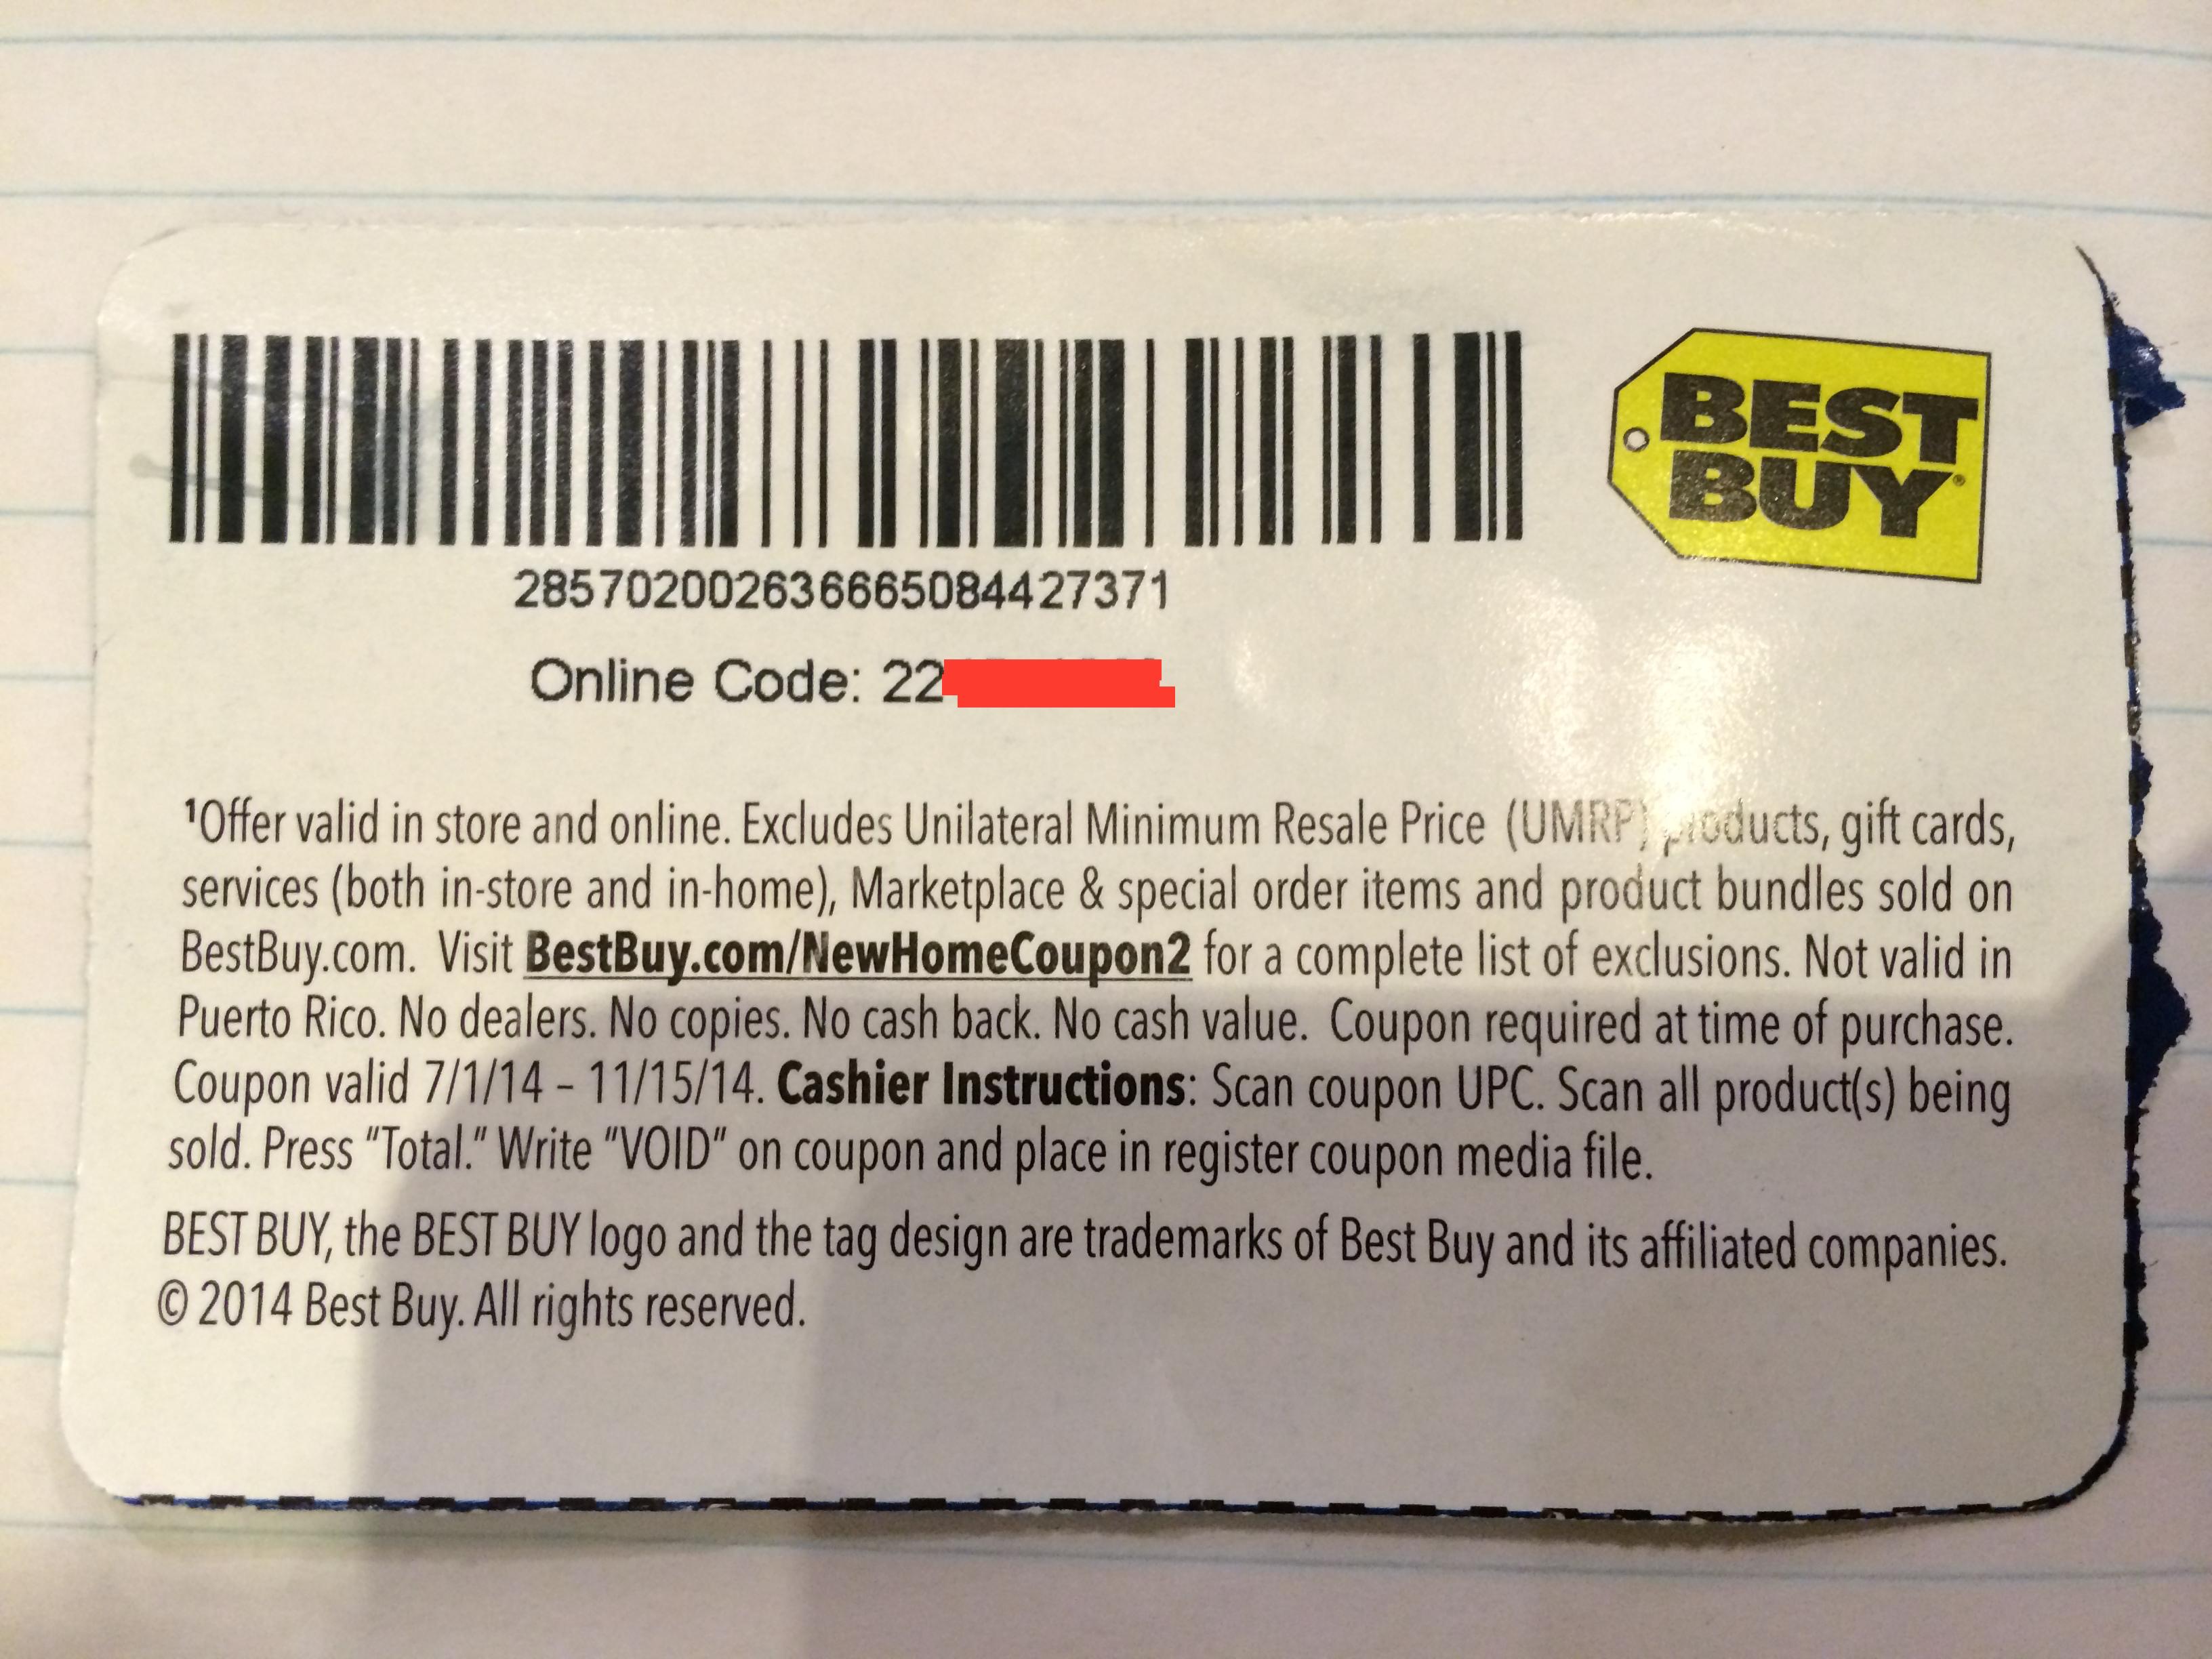 BEST
BUY®
2857020026366665084427371
Online Code: 22
¹Offer valid in store and online. Excludes Unilateral Minimum Resale Price (UMRP) products, gift cards,
services (both in-store and in-home), Marketplace & special order items and product bundles sold on
BestBuy.com. Visit BestBuy.com/NewHomeCoupon2 for a complete list of exclusions. Not valid in
Puerto Rico. No dealers. No copies. No cash back. No cash value. Coupon required at time of purchase.
Coupon valid 7/1/14 – 11/15/14. Cashier Instructions: Scan coupon UPC. Scan all product(s) being
sold. Press “Total.” Write “VOID” on coupon and place in register coupon media file.
BEST BUY, the BEST BUY logo and the tag design are trademarks of Best Buy and its affiliated companies.
© 2014 Best Buy. All rights reserved.